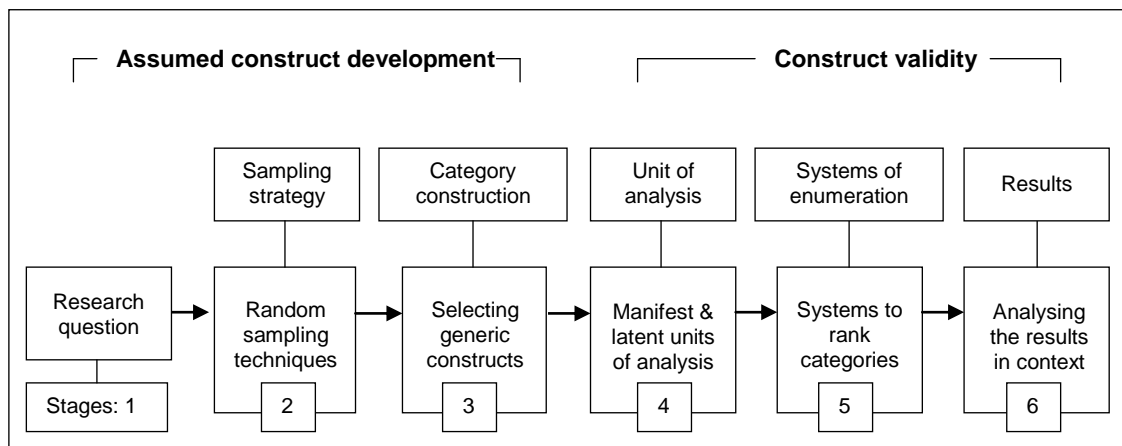 Assumed construct development
Construct validity
Sampling
strategy
Category
construction
Unit of
analysis
Systems of
enumeration
Results
Research
question
Random
sampling
techniques
Selecting
generic
constructs
Manifest &
latent units
of analysis
Systems to
rank
categories
Analysing
the results
in context
Stages: 1
2
3
4
5
6